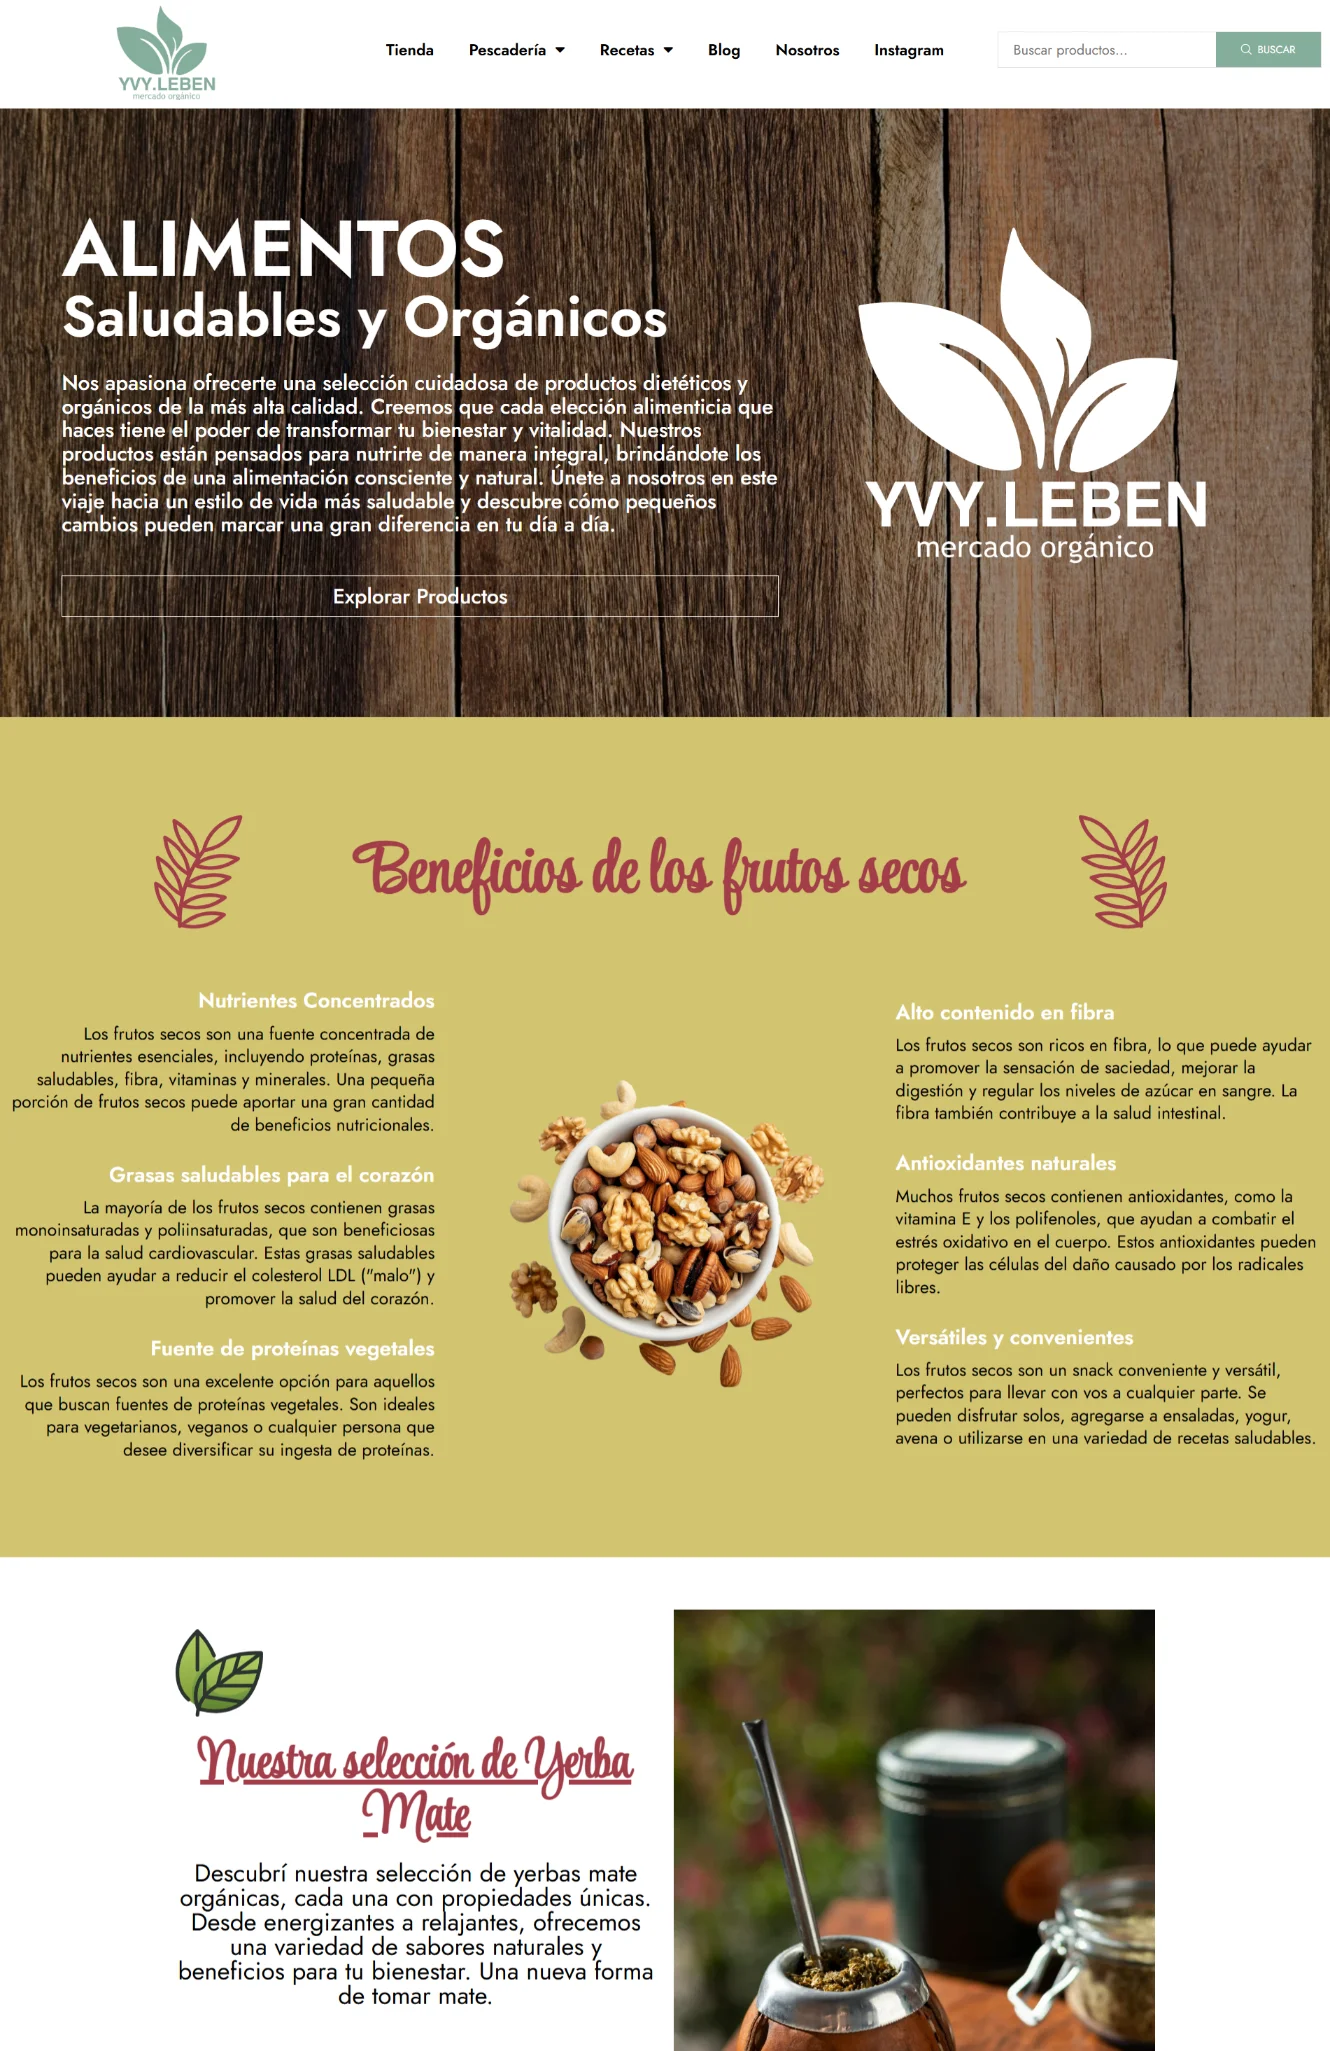 YVY.LEBEN
mercado orgánico
Tienda
Pescadería
Recetas
Blog
Nosotros
Instagram
Buscar productos...
BUSCAR
ALIMENTOS
Saludables y Orgánicos
Nos apasiona ofrecerte una selección cuidadosa de productos dietéticos y
orgánicos de la más alta calidad. Creemos que cada elección alimenticia que
haces tiene el poder de transformar tu bienestar y vitalidad. Nuestros
productos están pensados para nutrirte de manera integral, brindándote los
beneficios de una alimentación consciente y natural. Únete a nosotros en este
viaje hacia un estilo de vida más saludable y descubre cómo pequeños
cambios pueden marcar una gran diferencia en tu día a día.
Explorar Productos
YVY.LEBEN
mercado orgánico
Beneficios de los frutos secos
Nutrientes Concentrados
Los frutos secos son una fuente concentrada de
nutrientes esenciales, incluyendo proteínas, grasas
saludables, fibra, vitaminas y minerales. Una pequeña
porción de frutos secos puede aportar una gran cantidad
de beneficios nutricionales.
Grasas saludables para el corazón
La mayoría de los frutos secos contienen grasas
monoinsaturadas y poliinsaturadas, que son beneficiosas
para la salud cardiovascular. Estas grasas saludables
pueden ayudar a reducir el colesterol LDL ("malo") y
promover la salud del corazón.
Fuente de proteínas vegetales
Los frutos secos son una excelente opción para aquellos
que buscan fuentes de proteínas vegetales. Son ideales
para vegetarianos, veganos o cualquier persona que
desee diversificar su ingesta de proteínas.
Alto contenido en fibra
Los frutos secos son ricos en fibra, lo que puede ayudar
a promover la sensación de saciedad, mejorar la
digestión y regular los niveles de azúcar en sangre. La
fibra también contribuye a la salud intestinal.
Antioxidantes naturales
Muchos frutos secos contienen antioxidantes, como la
vitamina E y los polifenoles, que ayudan a combatir el
estrés oxidativo en el cuerpo. Estos antioxidantes pueden
proteger las células del daño causado por los radicales
libres.
Versátiles y convenientes
Los frutos secos son un snack conveniente y versátil,
perfectos para llevar con vos a cualquier parte. Se
pueden disfrutar solos, agregarse a ensaladas, yogur,
avena o utilizarse en una variedad de recetas saludables.
Nuestra selección de Yerba
Mate
Descubrí nuestra selección de yerbas mate
orgánicas, cada una con propiedades únicas.
Desde energizantes a relajantes, ofrecemos
una variedad de sabores naturales y
beneficios para tu bienestar. Una nueva forma
de tomar mate.